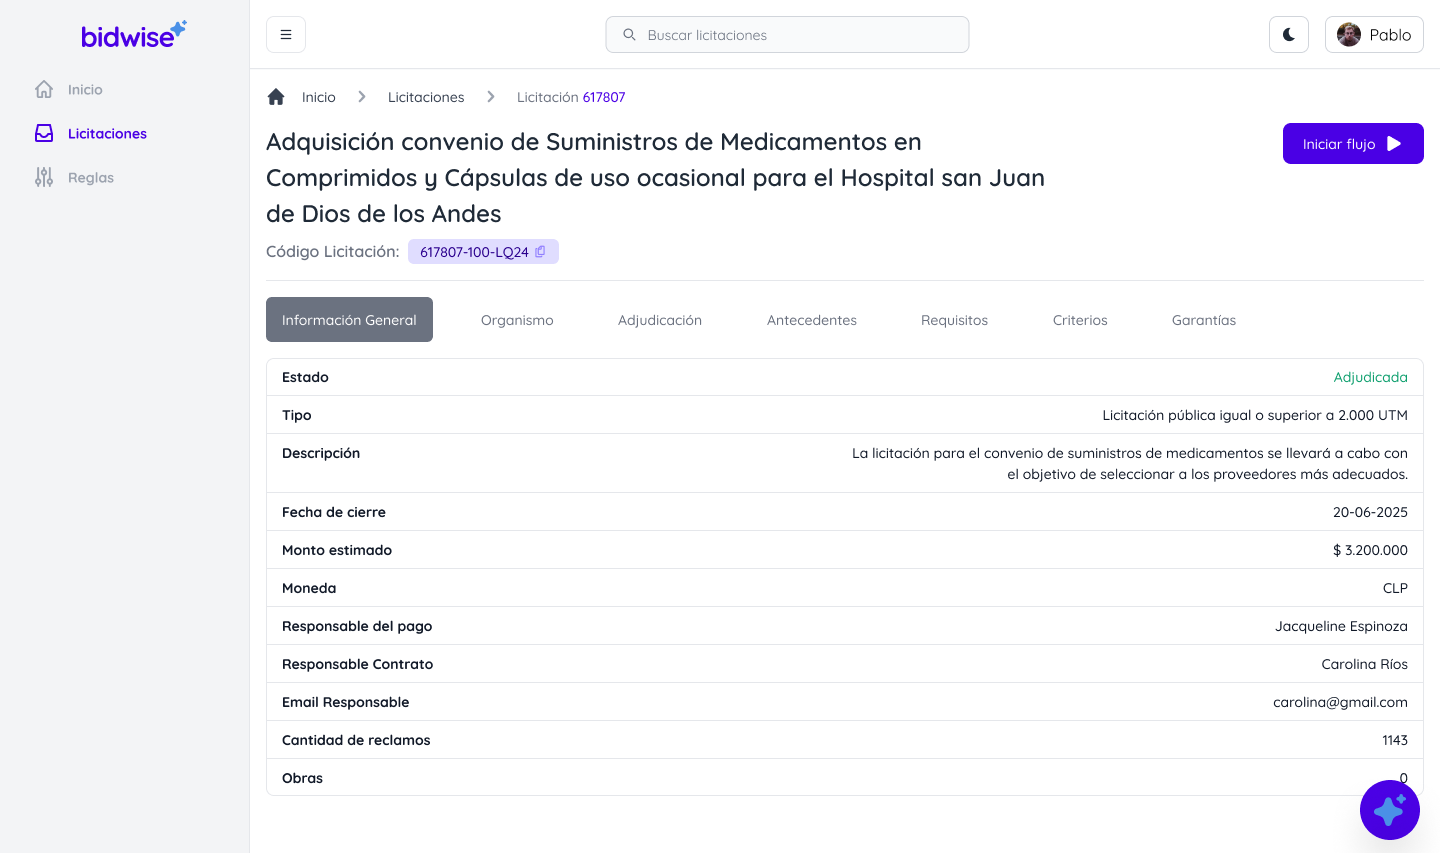 bidwise
Inicio
Licitaciones
Reglas
Buscar licitaciones
Pablo
Inicio
Licitaciones
Licitación 617807
Adquisición convenio de Suministros de Medicamentos en
Comprimidos y Cápsulas de uso ocasional para el Hospital san Juan
de Dios de los Andes
Iniciar flujo
Código Licitación: 617807-100-LQ24
Información General
Organismo
Adjudicación
Antecedentes
Requisitos
Criterios
Garantías
Estado Adjudicada
Tipo Licitación pública igual o superior a 2.000 UTM
Descripción La licitación para el convenio de suministros de medicamentos se llevará a cabo con
el objetivo de seleccionar a los proveedores más adecuados.
Fecha de cierre 20-06-2025
Monto estimado $ 3.200.000
Moneda CLP
Responsable del pago Jacqueline Espinoza
Responsable Contrato Carolina Ríos
Email Responsable carolina@gmail.com
Cantidad de reclamos 1143
Obras 0